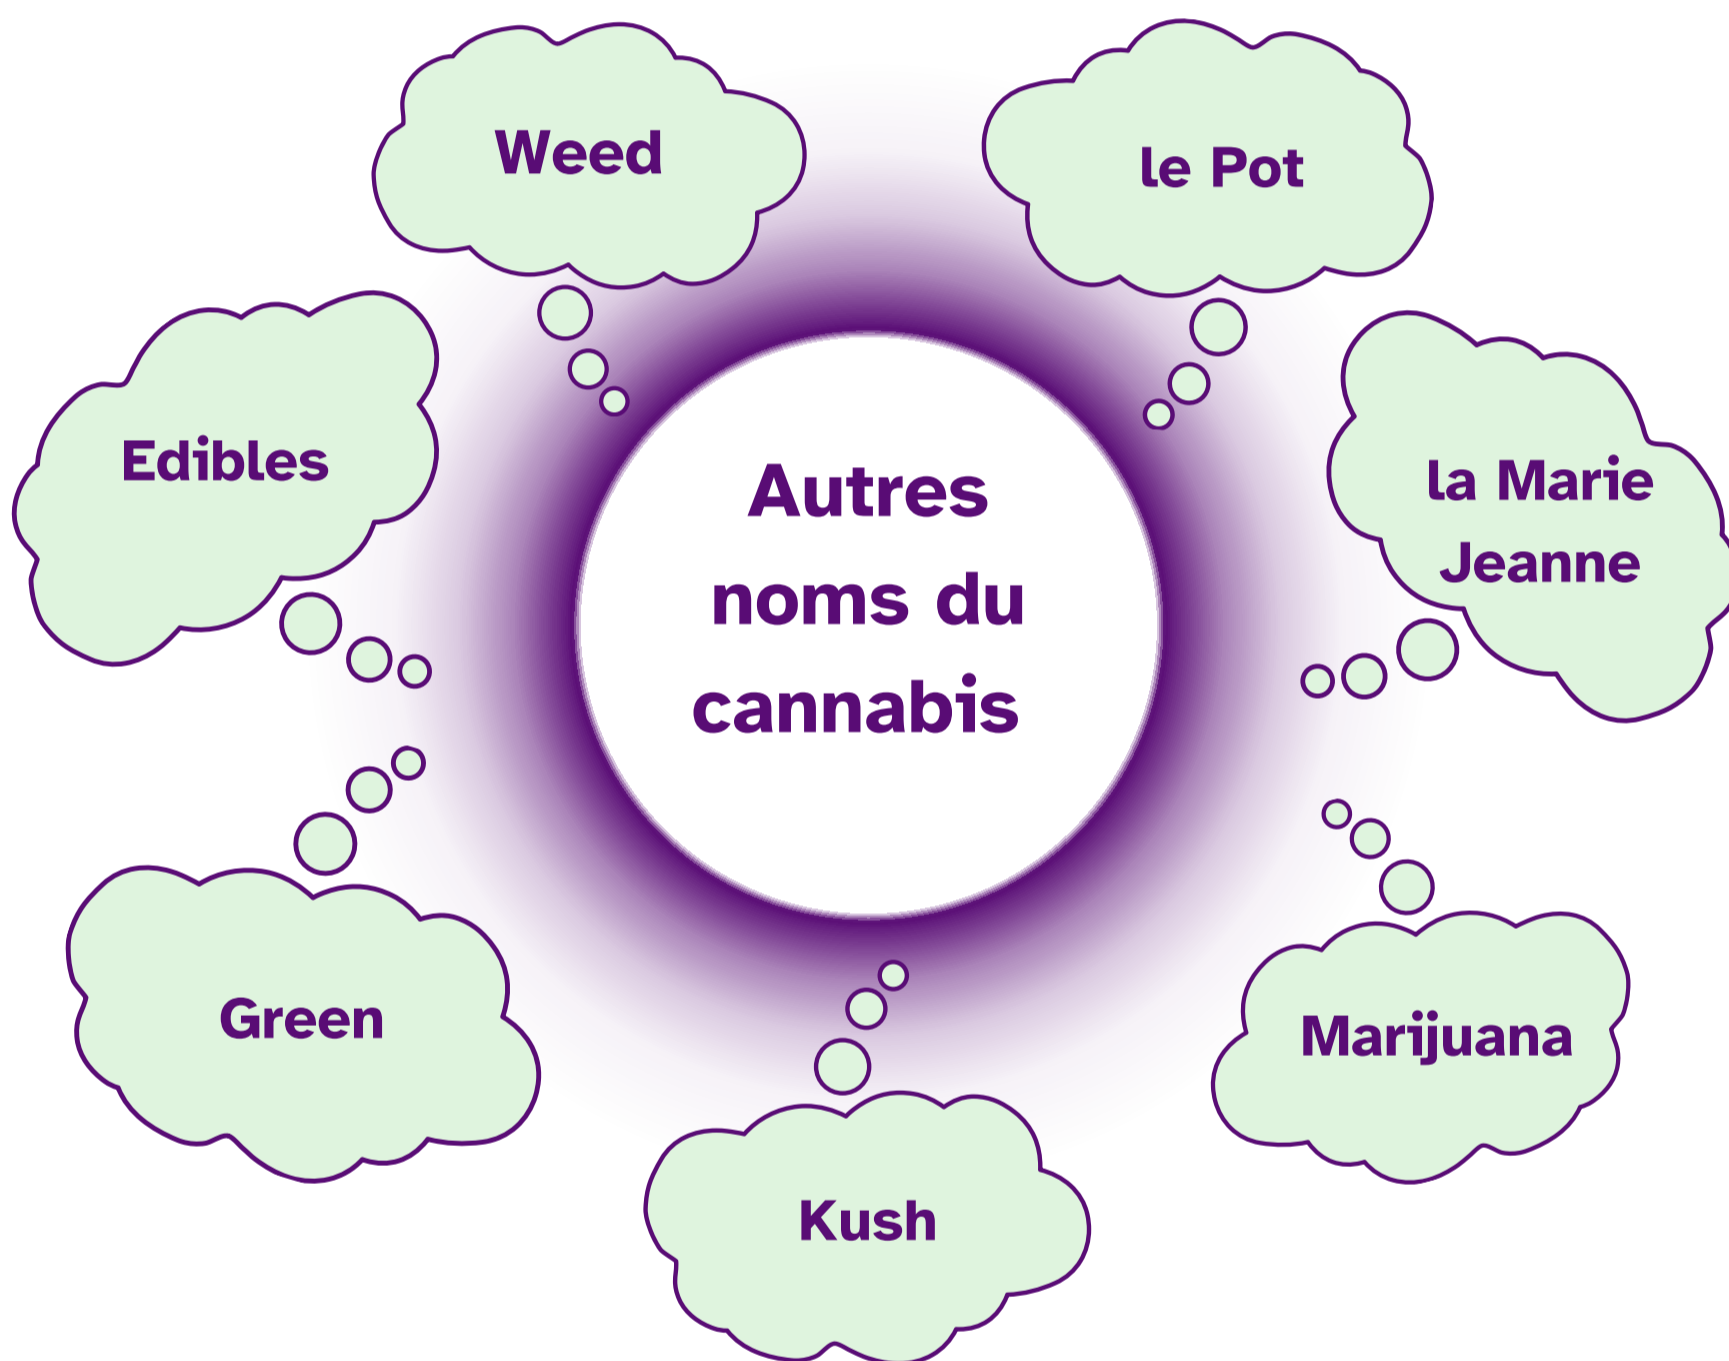 Weed
le Pot
Edibles
la Marie
Jeanne
Autres
noms du
cannabis
Green
Marijuana
Kush